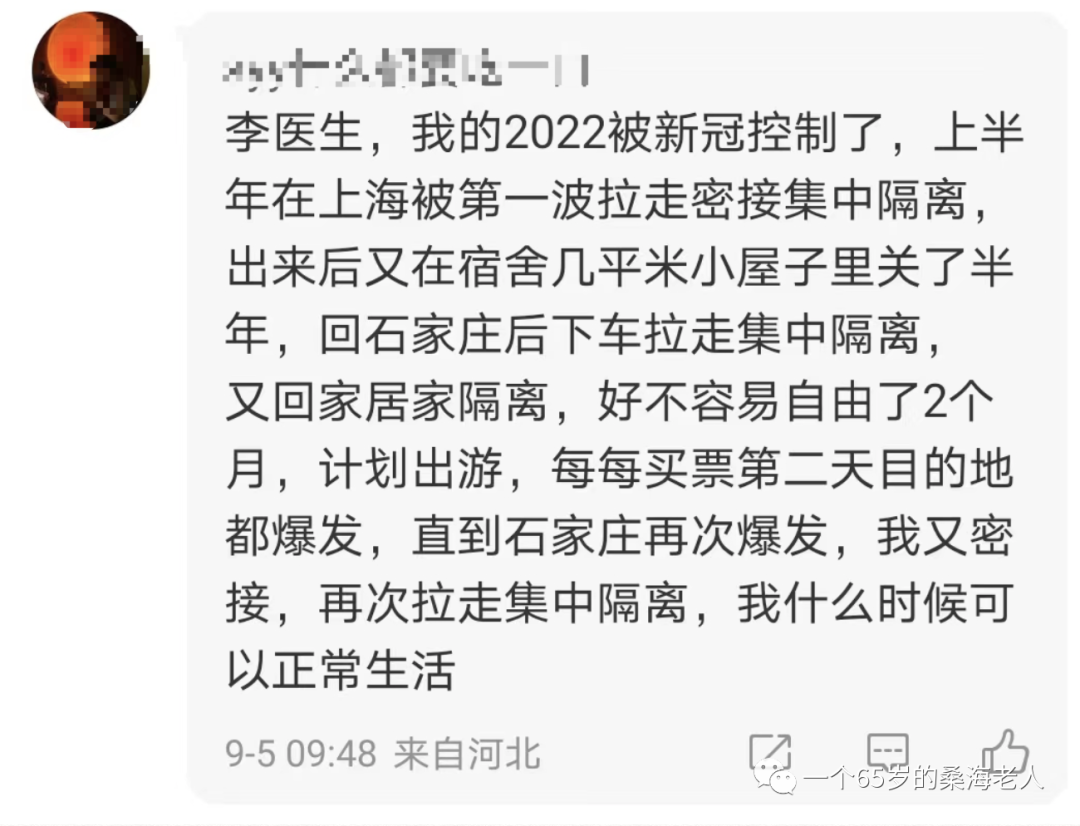 李医生，我的2022被新冠控制了，上半
年在上海被第一波拉走密接集中隔离，
出来后又在宿舍几平米小屋子里关了半
年，回石家庄后下车拉走集中隔离，
又回家居家隔离，好不容易自由了2个
月，计划出游，每每买票第二天目的地
都爆发，直到石家庄再次爆发，我又密
接，再次拉走集中隔离，我什么时候可
以正常生活
9-5 09:48 来自河北
一个65岁的桑海老人